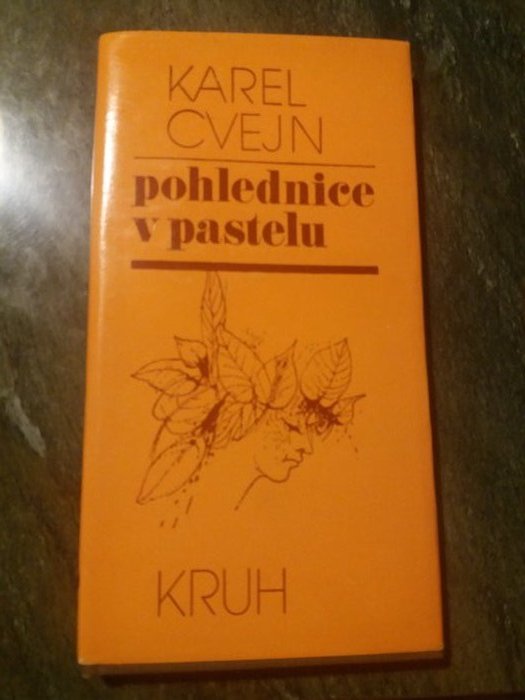 KAREL
CVEJN
pohlednice
v pastelu
KRUH